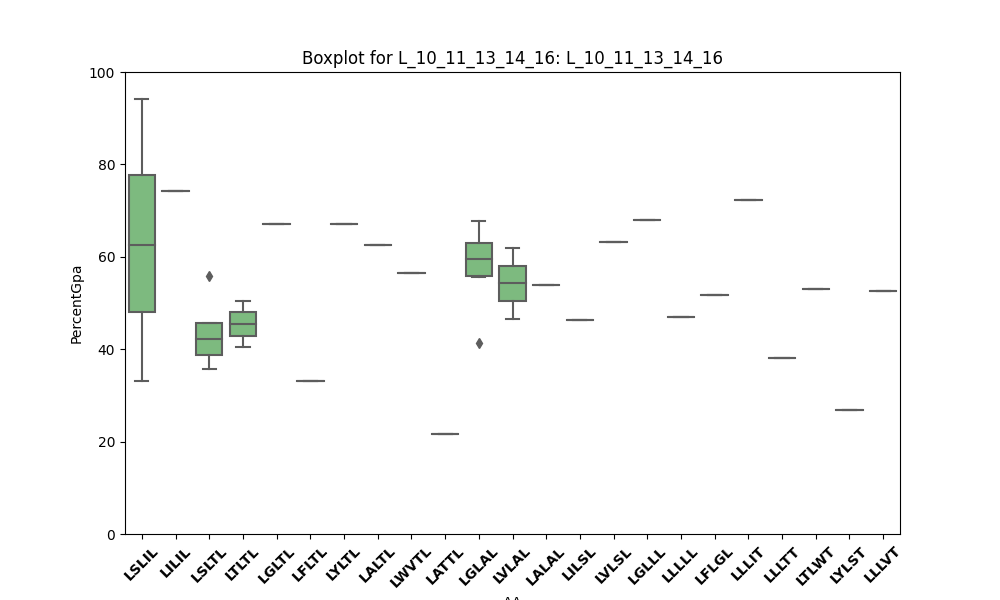 Boxplot for L_10_11_13_14_16: L_10_11_13_14_16
PercentGpa
100
80
60
40
20
0
LSLIL LILIL LSLTL LTLTL LGLTL LFLTL LYLTL LALTL LWVTL LATTL LGLAL LVLAL LALAL LILSL LVLSL LGLLL LLLLL LFLGL LLLIT LLLTT LTLWT LYLST LLLVT